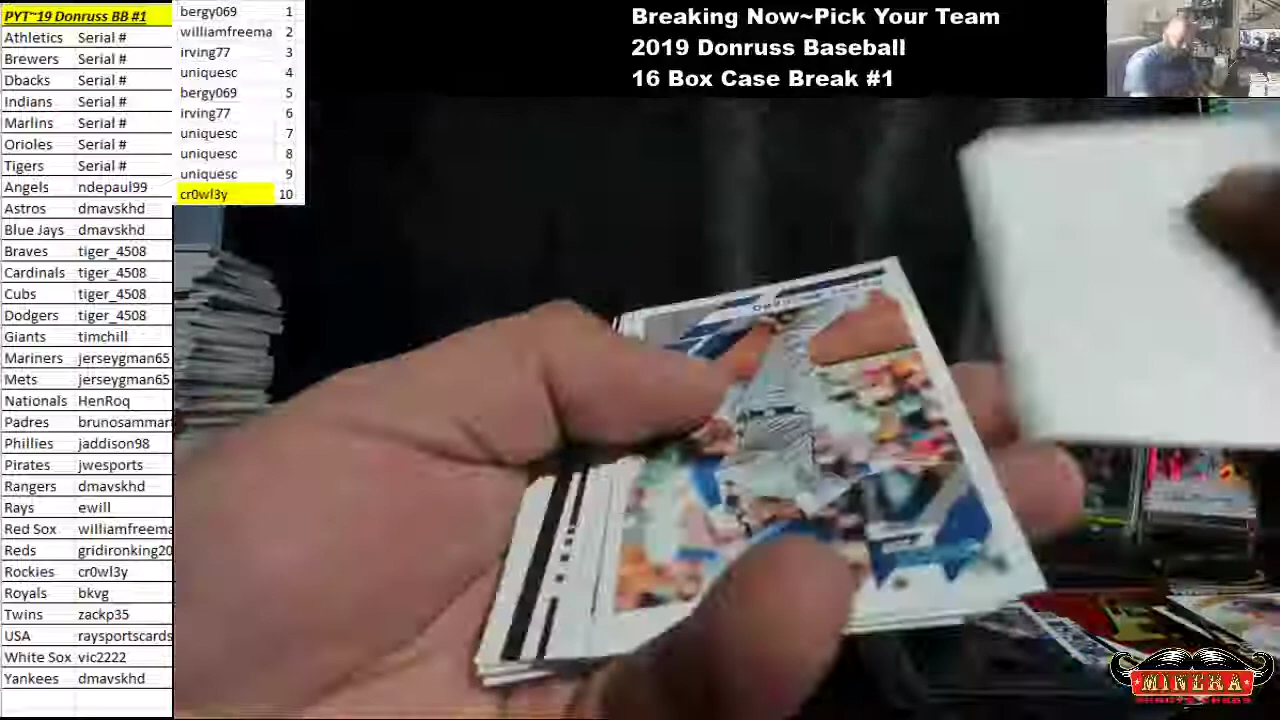 PYT~19 Donruss BB #1
Athletics Serial #
Brewers Serial #
Dbacks Serial #
Indians Serial #
Marlins Serial #
Orioles Serial #
Tigers Serial #
Angels ndepaul99
Astros dmavskhd
Blue Jays dmavskhd
Braves tiger_4508
Cardinals tiger_4508
Cubs tiger_4508
Dodgers tiger_4508
Giants timchill
Mariners jerseygman65
Mets jerseygman65
Nationals HenRoq
Padres brunosammar
Phillies jaddison98
Pirates jwesports
Rangers dmavskhd
Rays ewill
Red Sox williamfreema
Reds gridironking20
Rockies cr0wl3y
Royals bkvg
Twins zackp35
USA raysportscards
White Sox vic2222
Yankees dmavskhd
bergy069 1
williamfreema 2
irving77 3
uniquesc 4
bergy069 5
irving77 6
uniquesc 7
uniquesc 8
uniquesc 9
cr0wl3y 10
Breaking Now~Pick Your Team
2019 Donruss Baseball
16 Box Case Break #1
MINERA